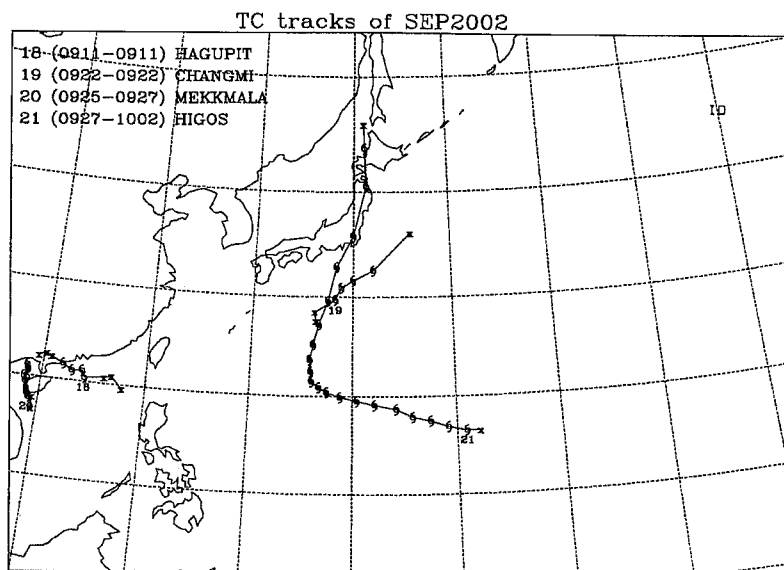 TC tracks of SEP2002
18 (0911-0911) HAGUPIT
19 (0922-0922) CHANGMI
20 (0925-0927) MEKKMALA
21 (0927-1002) HIGOS
19
18
20
21